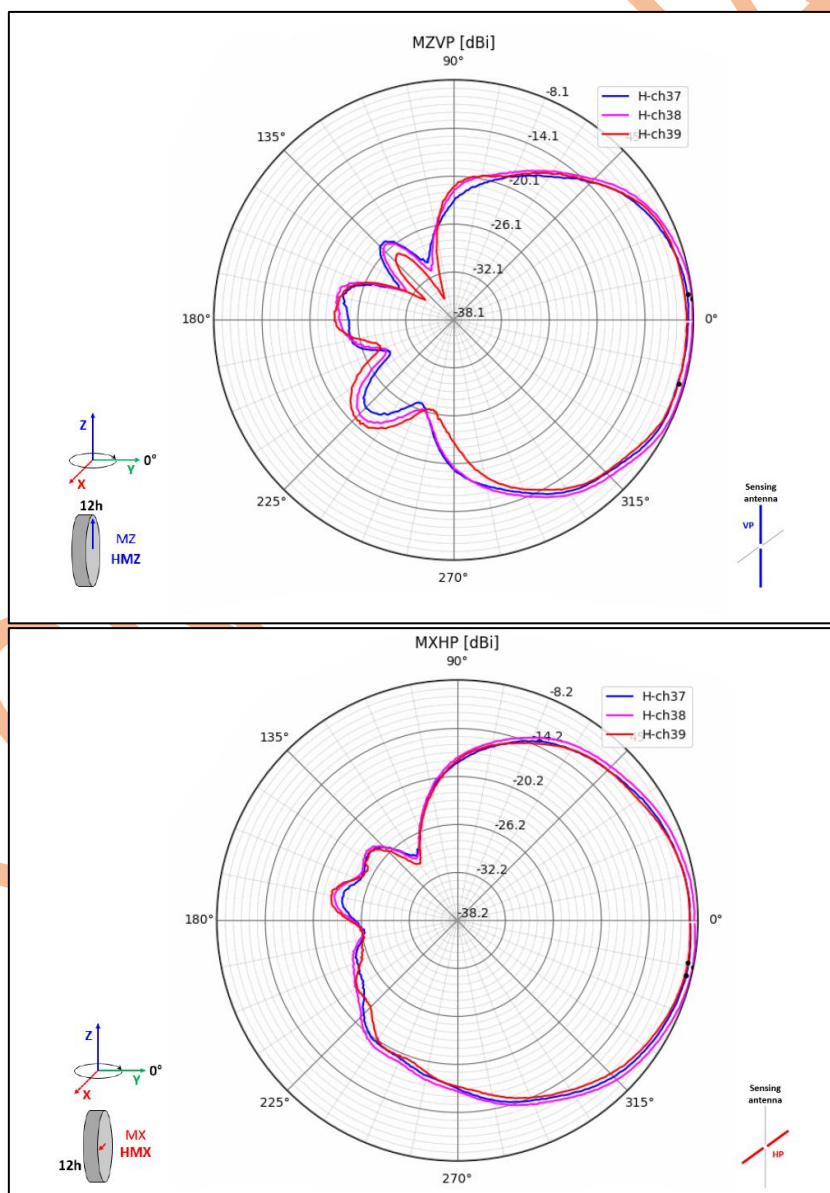 MZVP [dBi]
90°
-8.1
H-ch37
H-ch38
H-ch39
135°
-14.1
-20.1
-26.1
-32.1
180°
-38.1
0°
Z
0°
Y
X
12h
MZ
HMZ
225°
315°
270°
Sensing
antenna
VP
MXHP [dBi]
90°
-8.2
H-ch37
H-ch38
H-ch39
135°
-14.2
-20.2
-26.2
-32.2
180°
-38.2
0°
Z
0°
Y
X
MX
HMX
12h
225°
315°
270°
Sensing
antenna
HP